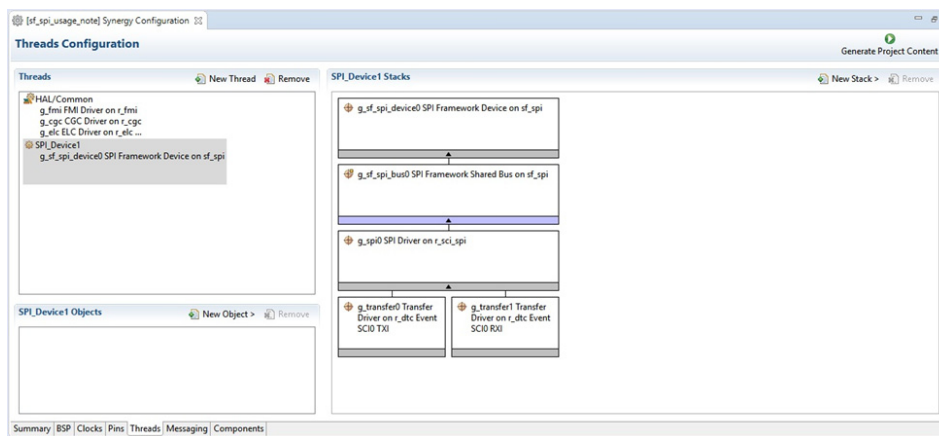 [sf_spi_usage_note] Synergy Configuration
Threads Configuration
Generate Project Content
Threads
New Thread
Remove
HAL/Common
g_fmi FMI Driver on r_fmi
g_cgc CGC Driver on r_cgc
g_elc ELC Driver on r_elc ...
SPI_Device1
g_sf_spi_device0 SPI Framework Device on sf_spi
SPI_Device1 Objects
New Object >
Remove
SPI_Device1 Stacks
New Stack >
Remove
g_sf_spi_device0 SPI Framework Device on sf_spi
g_sf_spi_bus0 SPI Framework Shared Bus on sf_spi
g_spi0 SPI Driver on r_sci_spi
g_transfer0 Transfer
Driver on r_dtc Event
SCI0 TXI
g_transfer1 Transfer
Driver on r_dtc Event
SCI0 RXI
Summary BSP Clocks Pins Threads Messaging Components